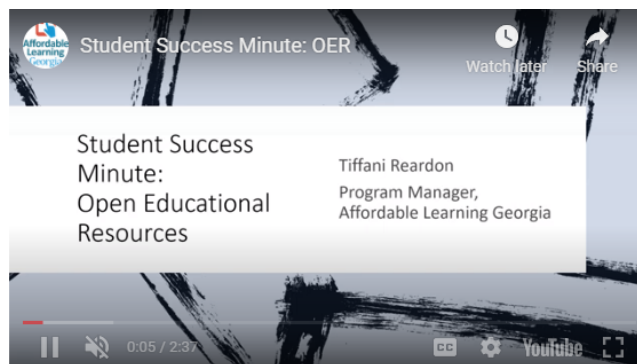 Affordable
Learning
Georgia
Student Success Minute: OER
Watch later
Share
Student Success
Minute:
Open Educational
Resources
Tiffani Reardon
Program Manager,
Affordable Learning Georgia
0:05 / 2:37
CC
YouTube